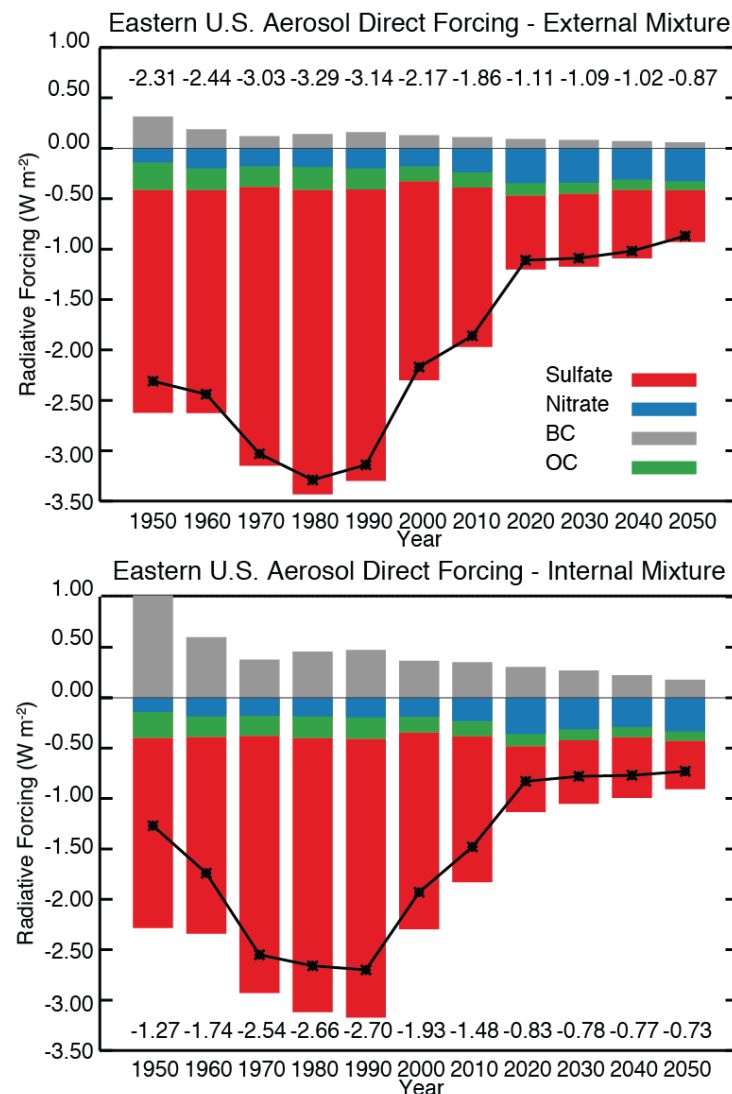 Eastern U.S. Aerosol Direct Forcing - External Mixture
1.00
-2.31 -2.44 -3.03 -3.29 -3.14 -2.17 -1.86 -1.11 -1.09 -1.02 -0.87
0.50
0.00
-0.50
-1.00
-1.50
-2.00
-2.50
-3.00
-3.50
Radiative Forcing (W m-2)
Sulfate
Nitrate
BC
OC
1950 1960 1970 1980 1990 2000 2010 2020 2030 2040 2050
Year
Eastern U.S. Aerosol Direct Forcing - Internal Mixture
1.00
0.50
0.00
-0.50
-1.00
-1.50
-2.00
-2.50
-3.00
-3.50
Radiative Forcing (W m-2)
-1.27 -1.74 -2.54 -2.66 -2.70 -1.93 -1.48 -0.83 -0.78 -0.77 -0.73
1950 1960 1970 1980 1990 2000 2010 2020 2030 2040 2050
Year